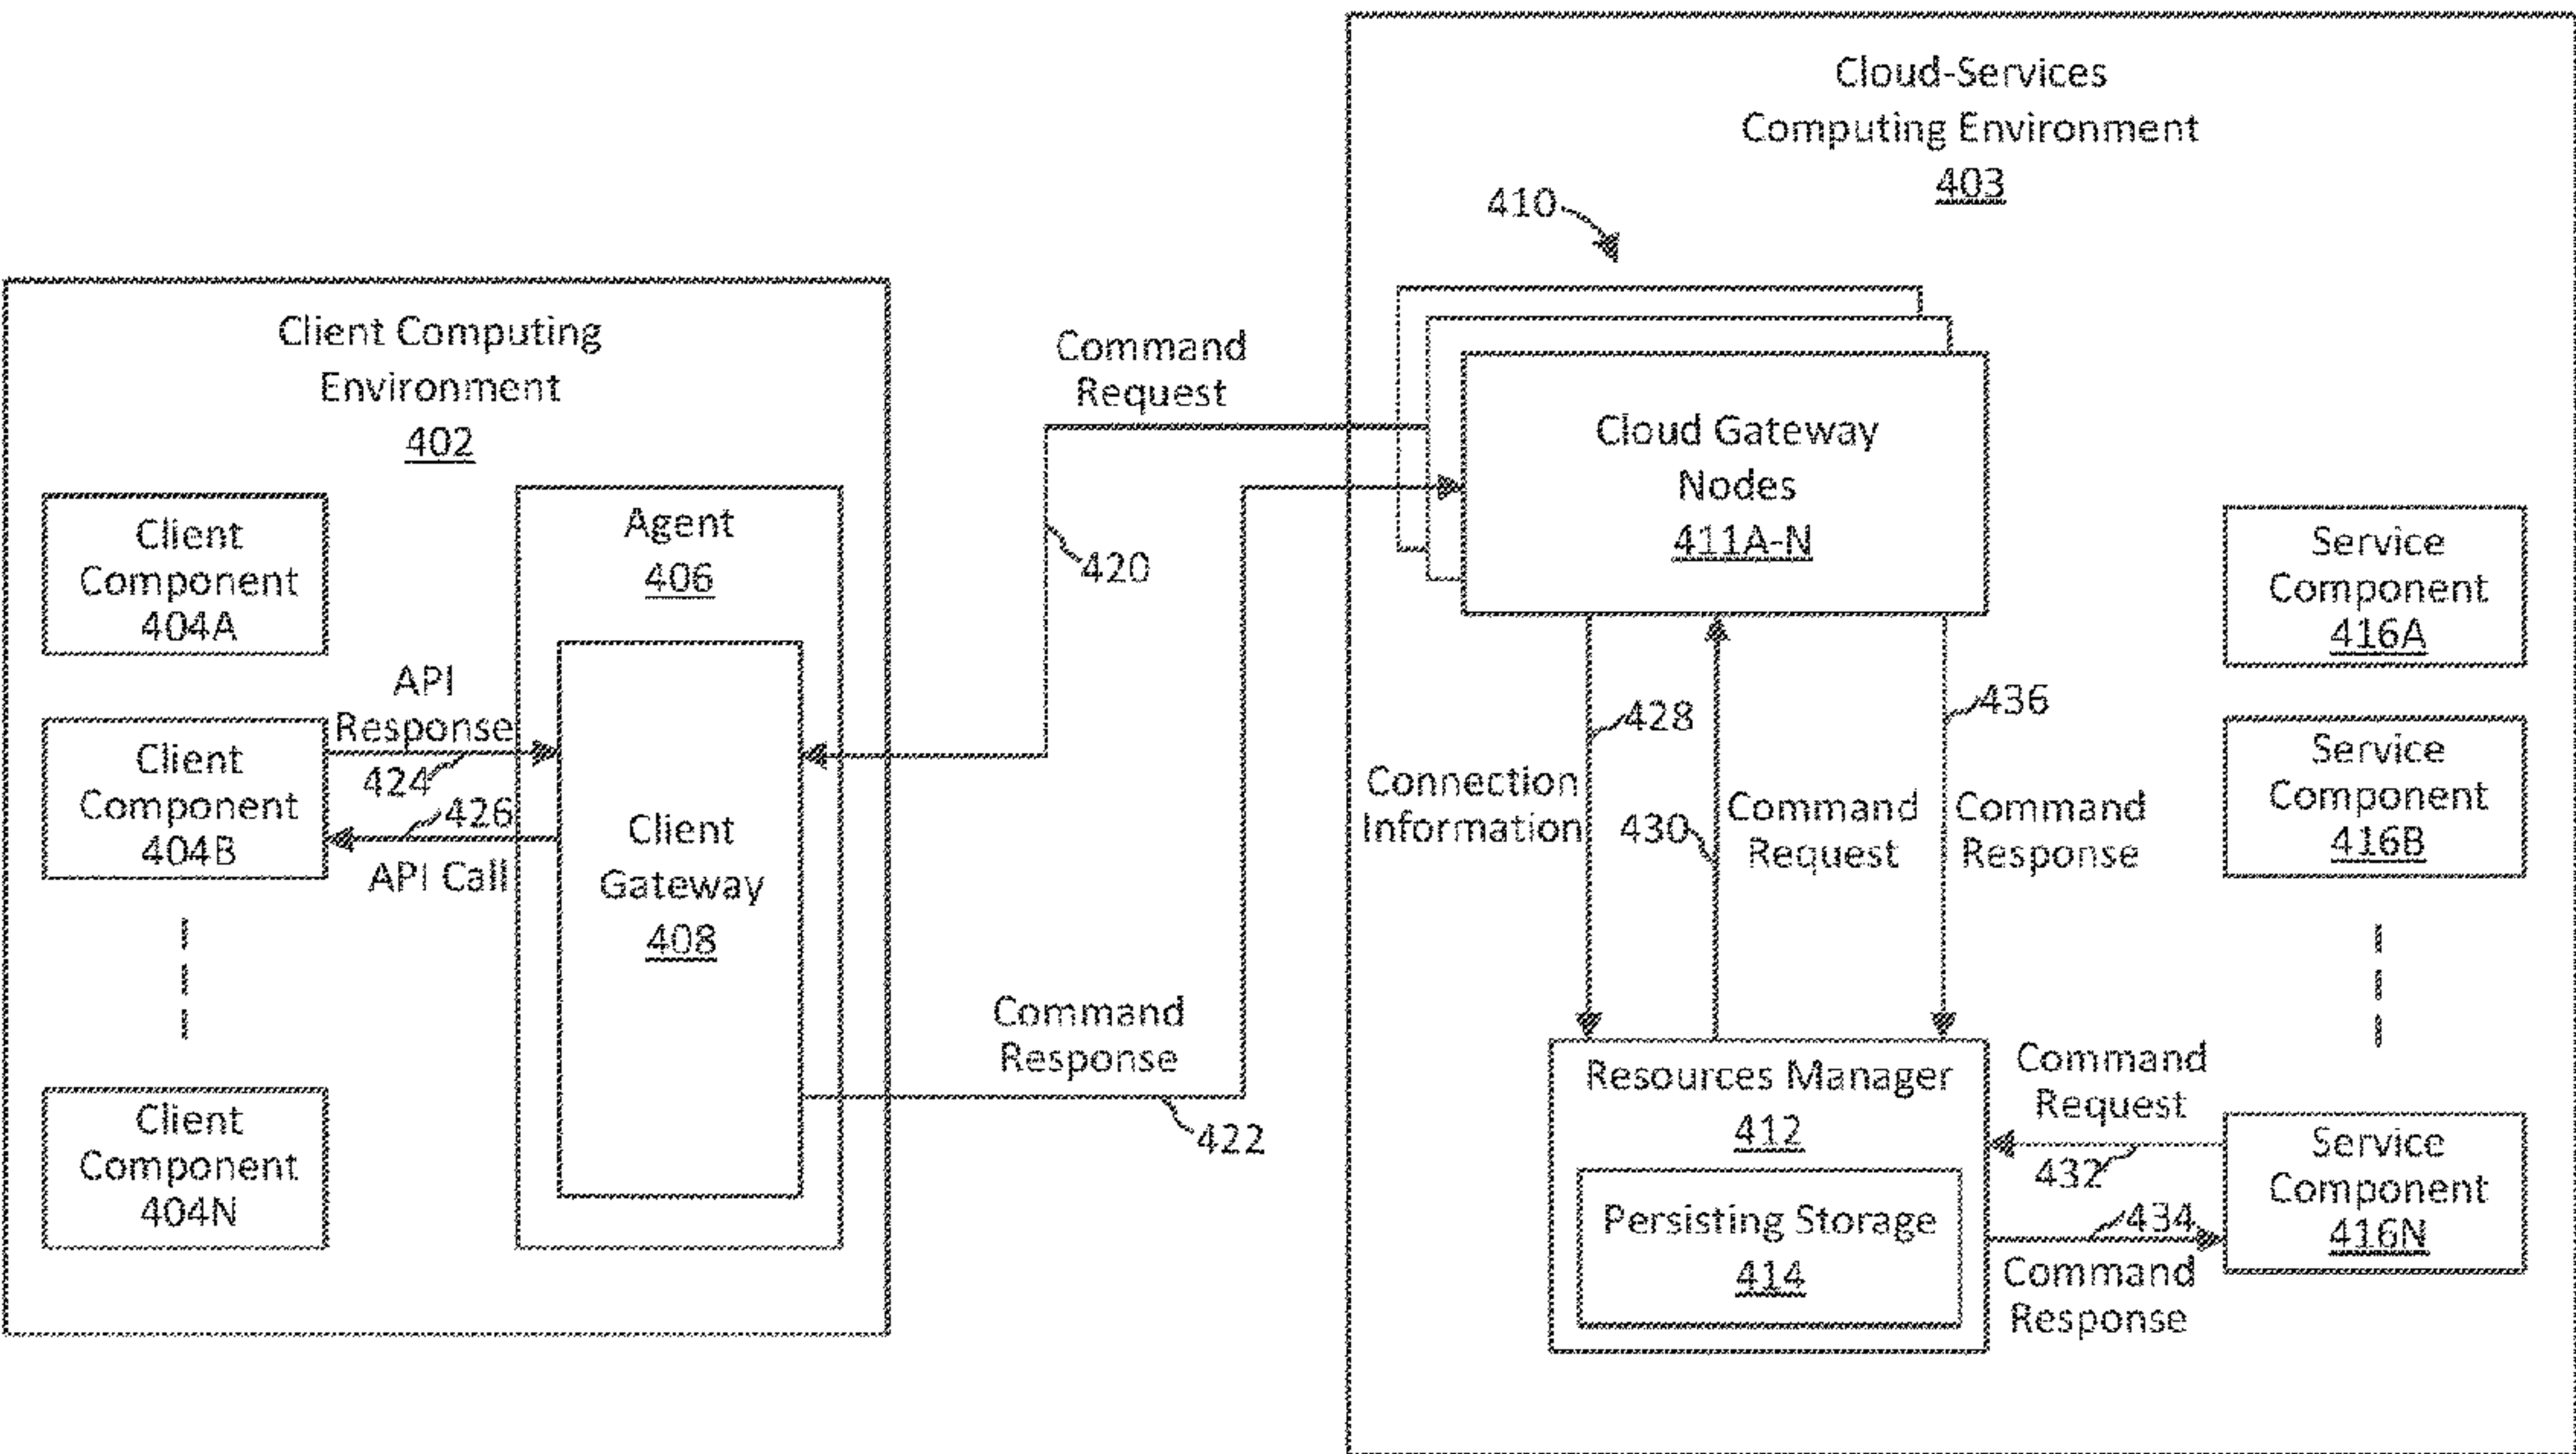 Cloud-Services
Computing Environment
403
410
Client Computing
Environment
402
Command
Request
Cloud Gateway
Nodes
411A-N
Client
Component
404A
Agent
406
420
Service
Component
416A
API
Response
424
428
436
Client
Component
404B
426
API Call
Client
Gateway
408
Connection
Information
430
Command
Request
Command
Response
Service
Component
416B
Command
Response
422
Client
Component
404N
Resources Manager
412
Persisting Storage
414
Command
Request
432
434
Command
Response
Service
Component
416N